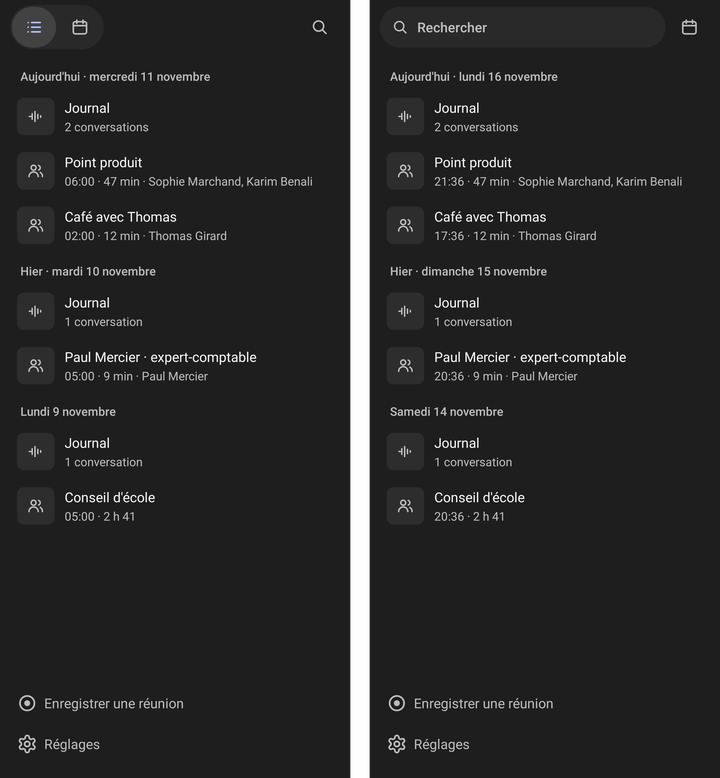 Aujourd'hui · mercredi 11 novembre
Journal
2 conversations
Point produit
06:00 · 47 min · Sophie Marchand, Karim Benali
Café avec Thomas
02:00 · 12 min · Thomas Girard
Hier · mardi 10 novembre
Journal
1 conversation
Paul Mercier · expert-comptable
05:00 · 9 min · Paul Mercier
Lundi 9 novembre
Journal
1 conversation
Conseil d'école
05:00 · 2 h 41
Enregistrer une réunion
Réglages
Rechercher
Aujourd'hui · lundi 16 novembre
Journal
2 conversations
Point produit
21:36 · 47 min · Sophie Marchand, Karim Benali
Café avec Thomas
17:36 · 12 min · Thomas Girard
Hier · dimanche 15 novembre
Journal
1 conversation
Paul Mercier · expert-comptable
20:36 · 9 min · Paul Mercier
Samedi 14 novembre
Journal
1 conversation
Conseil d'école
20:36 · 2 h 41
Enregistrer une réunion
Réglages